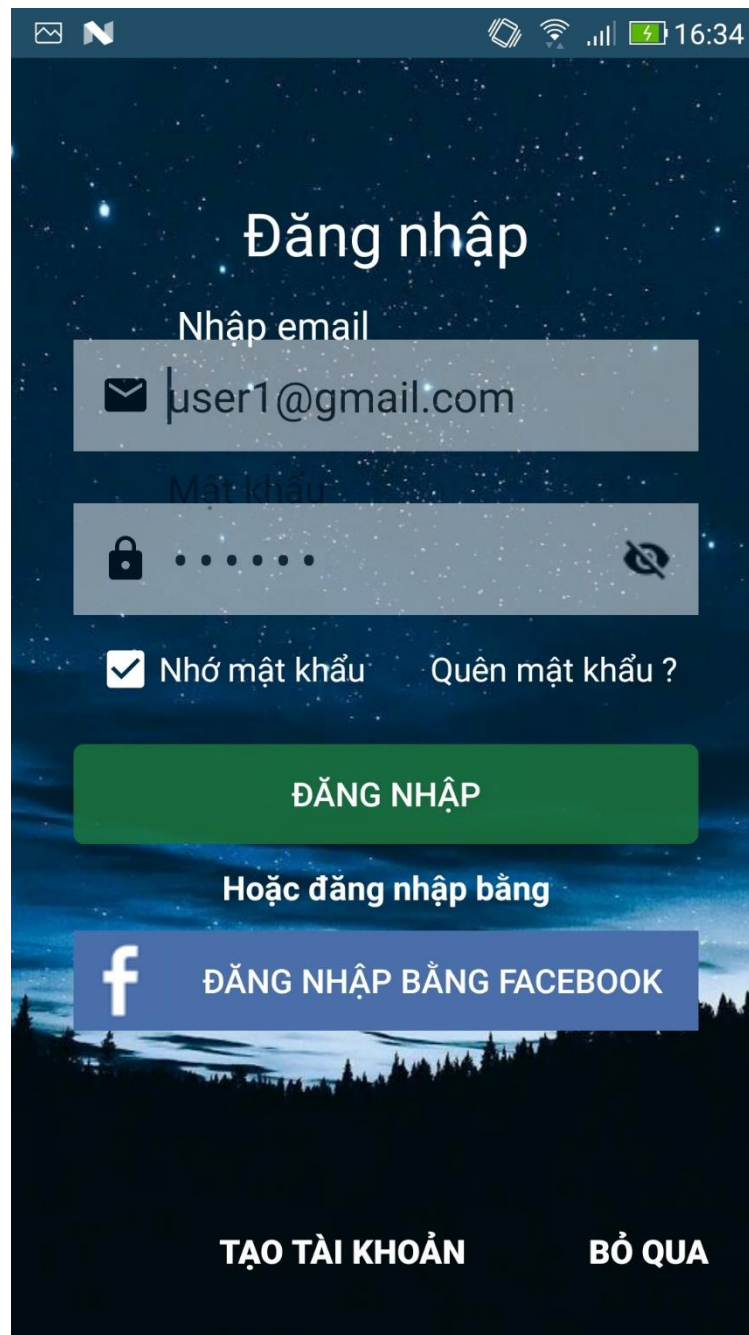 16:34
Đăng nhập
Nhập email
user1@gmail.com
Mật khẩu
Nhớ mật khẩu Quên mật khẩu ?
ĐĂNG NHẬP
Hoặc đăng nhập bằng
f ĐĂNG NHẬP BẰNG FACEBOOK
TẠO TÀI KHOẢN BỎ QUA